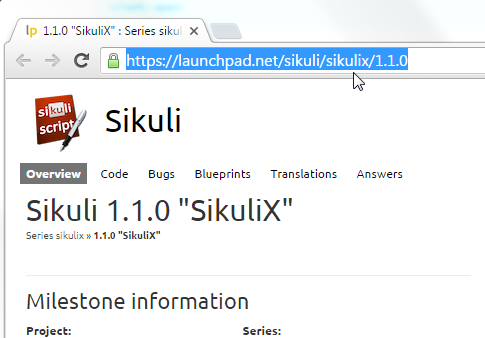 lp 1.1.0 "SikuliX" : Series sikul
https://launchpad.net/sikuli/sikulix/1.1.0
sikuli
script
Sikuli
Overview Code Bugs Blueprints Translations Answers
Sikuli 1.1.0 "SikuliX"
Series sikulix » 1.1.0 "SikuliX"
Milestone information
Project: Series: